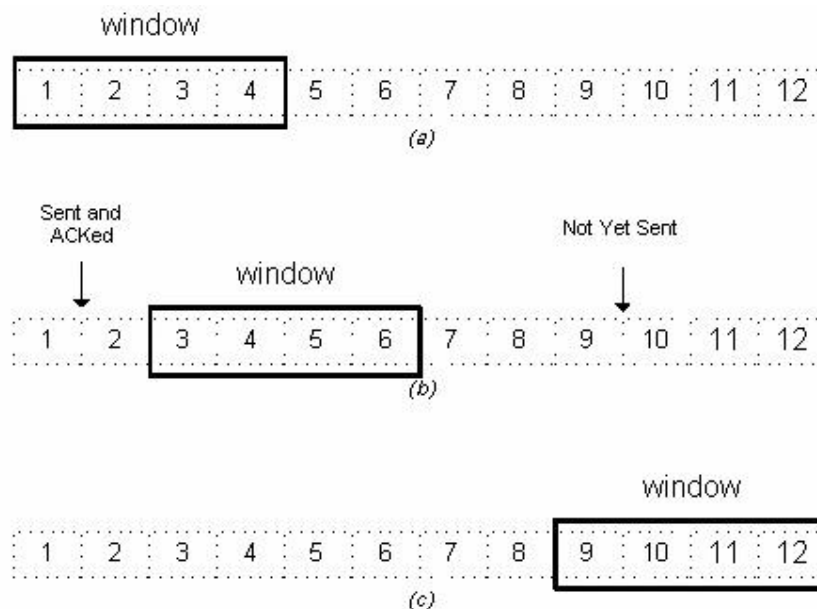 window
1 2 3 4 5 6 7 8 9 10 11 12
(a)
Sent and
ACKed
Not Yet Sent
window
1 2 3 4 5 6 7 8 9 10 11 12
(b)
window
1 2 3 4 5 6 7 8 9 10 11 12
(c)